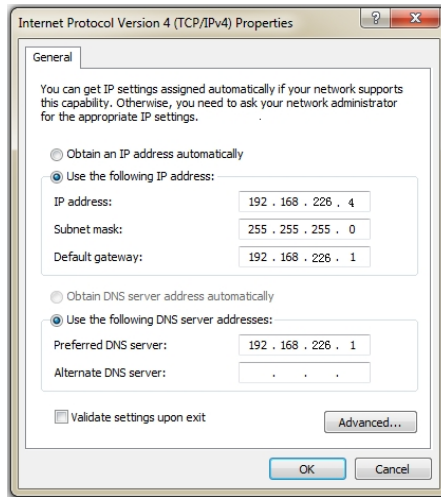 Internet Protocol Version 4 (TCP/IPv4) Properties
General
You can get IP settings assigned automatically if your network supports
this capability. Otherwise, you need to ask your network administrator
for the appropriate IP settings.
Obtain an IP address automatically
Use the following IP address:
IP address: 192 . 168 . 226 . 4
Subnet mask: 255 . 255 . 255 . 0
Default gateway: 192 . 168 . 226 . 1
Obtain DNS server address automatically
Use the following DNS server addresses:
Preferred DNS server: 192 . 168 . 226 . 1
Alternate DNS server: . . .
Validate settings upon exit
Advanced...
OK Cancel